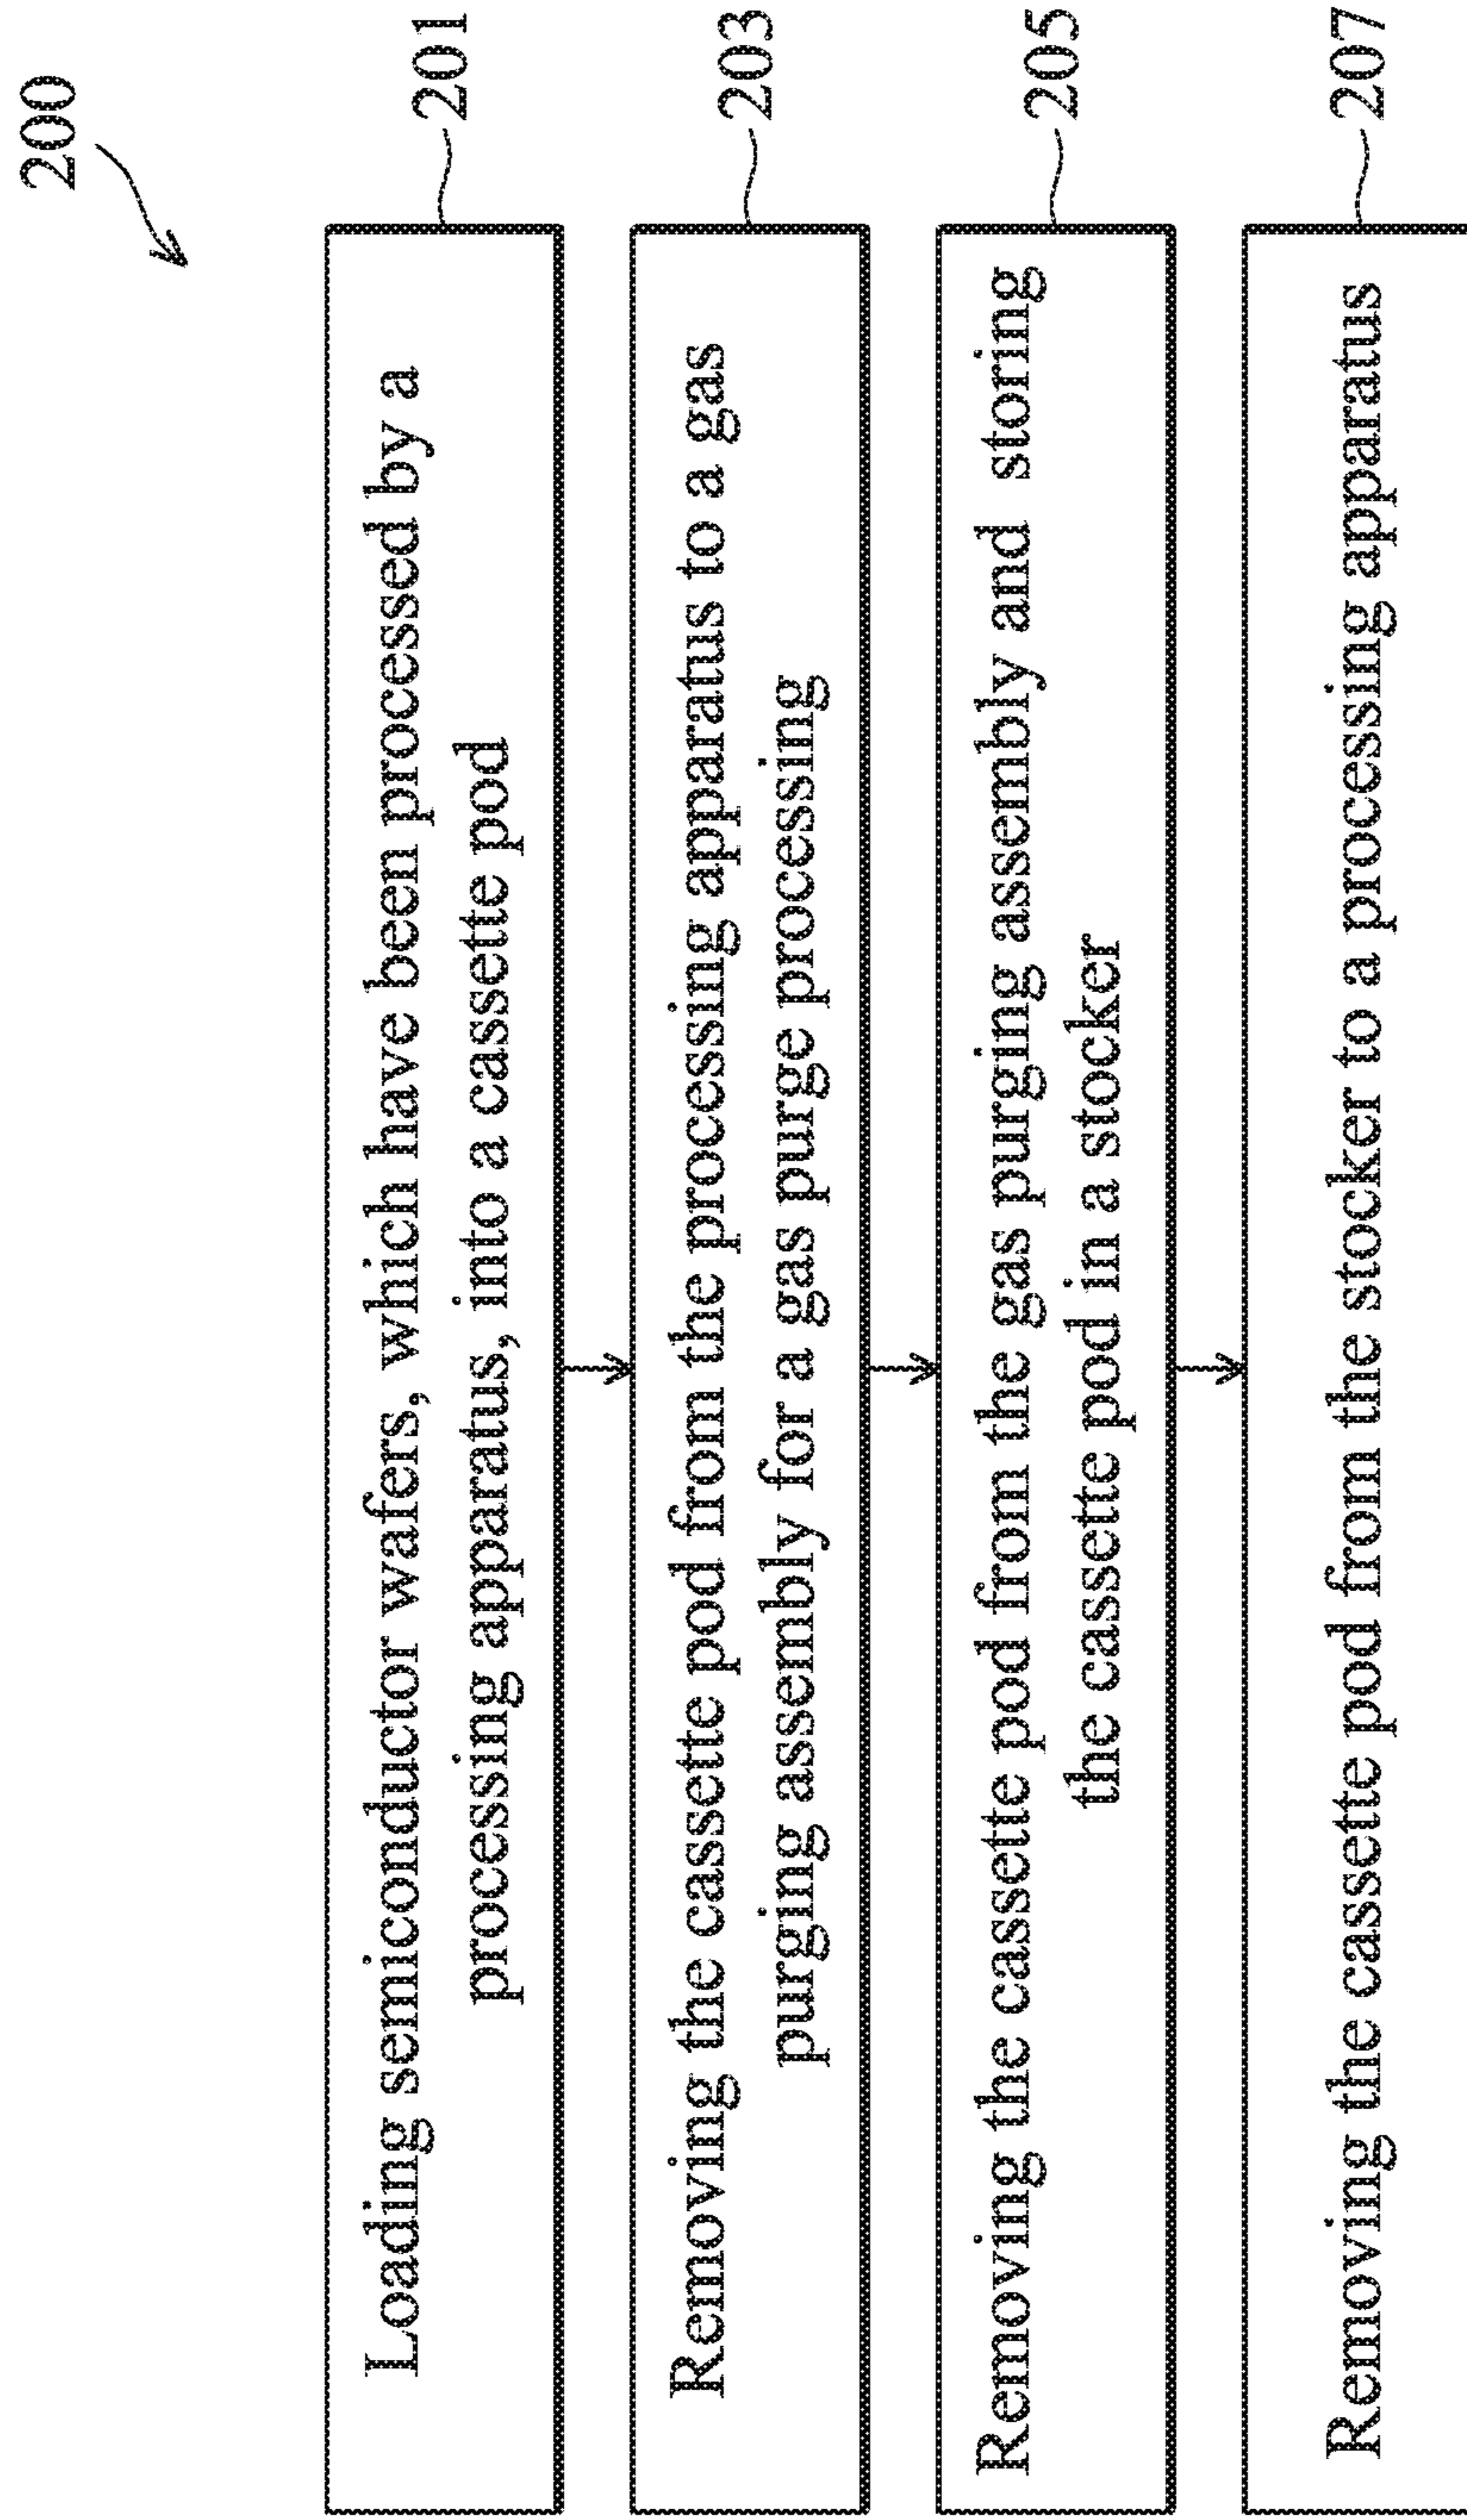 200
Loading semiconductor wafers, which have been processed by a
processing apparatus, into a cassette pod
201
Removing the cassette pod from the processing apparatus to a gas
purging assembly for a gas purge processing
203
Removing the cassette pod from the gas purging assembly and storing
the cassette pod in a stocker
205
Removing the cassette pod from the stocker to a processing apparatus
207